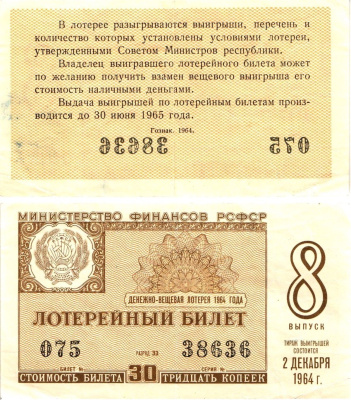 В лотерее разыгрываются выигрыши, перечень и
количество которых установлены условиями лотереи,
утвержденными Советом Министров республики.
Владелец выигравшего лотерейного билета может
по желанию получить взамен вещевого выигрыша его
стоимость наличными деньгами.
Выдача выигрышей по лотерейным билетам произ-
водится до 30 июня 1965 года.
Гознак. 1964.
38636 075
МИНИСТЕРСТВО ФИНАНСОВ РСФСР
ДЕНЕЖНО-ВЕЩЕВАЯ ЛОТЕРЕЯ 1964 ГОДА
ЛОТЕРЕЙНЫЙ БИЛЕТ
075 РАЗРЯД 33 38636
БИЛЕТ № СЕРИЯ №
СТОИМОСТЬ БИЛЕТА 30 ТРИДЦАТЬ КОПЕЕК
8
ВЫПУСК
ТИРАЖ ВЫИГРЫШЕЙ
СОСТОИТСЯ
2 ДЕКАБРЯ
1964 г.